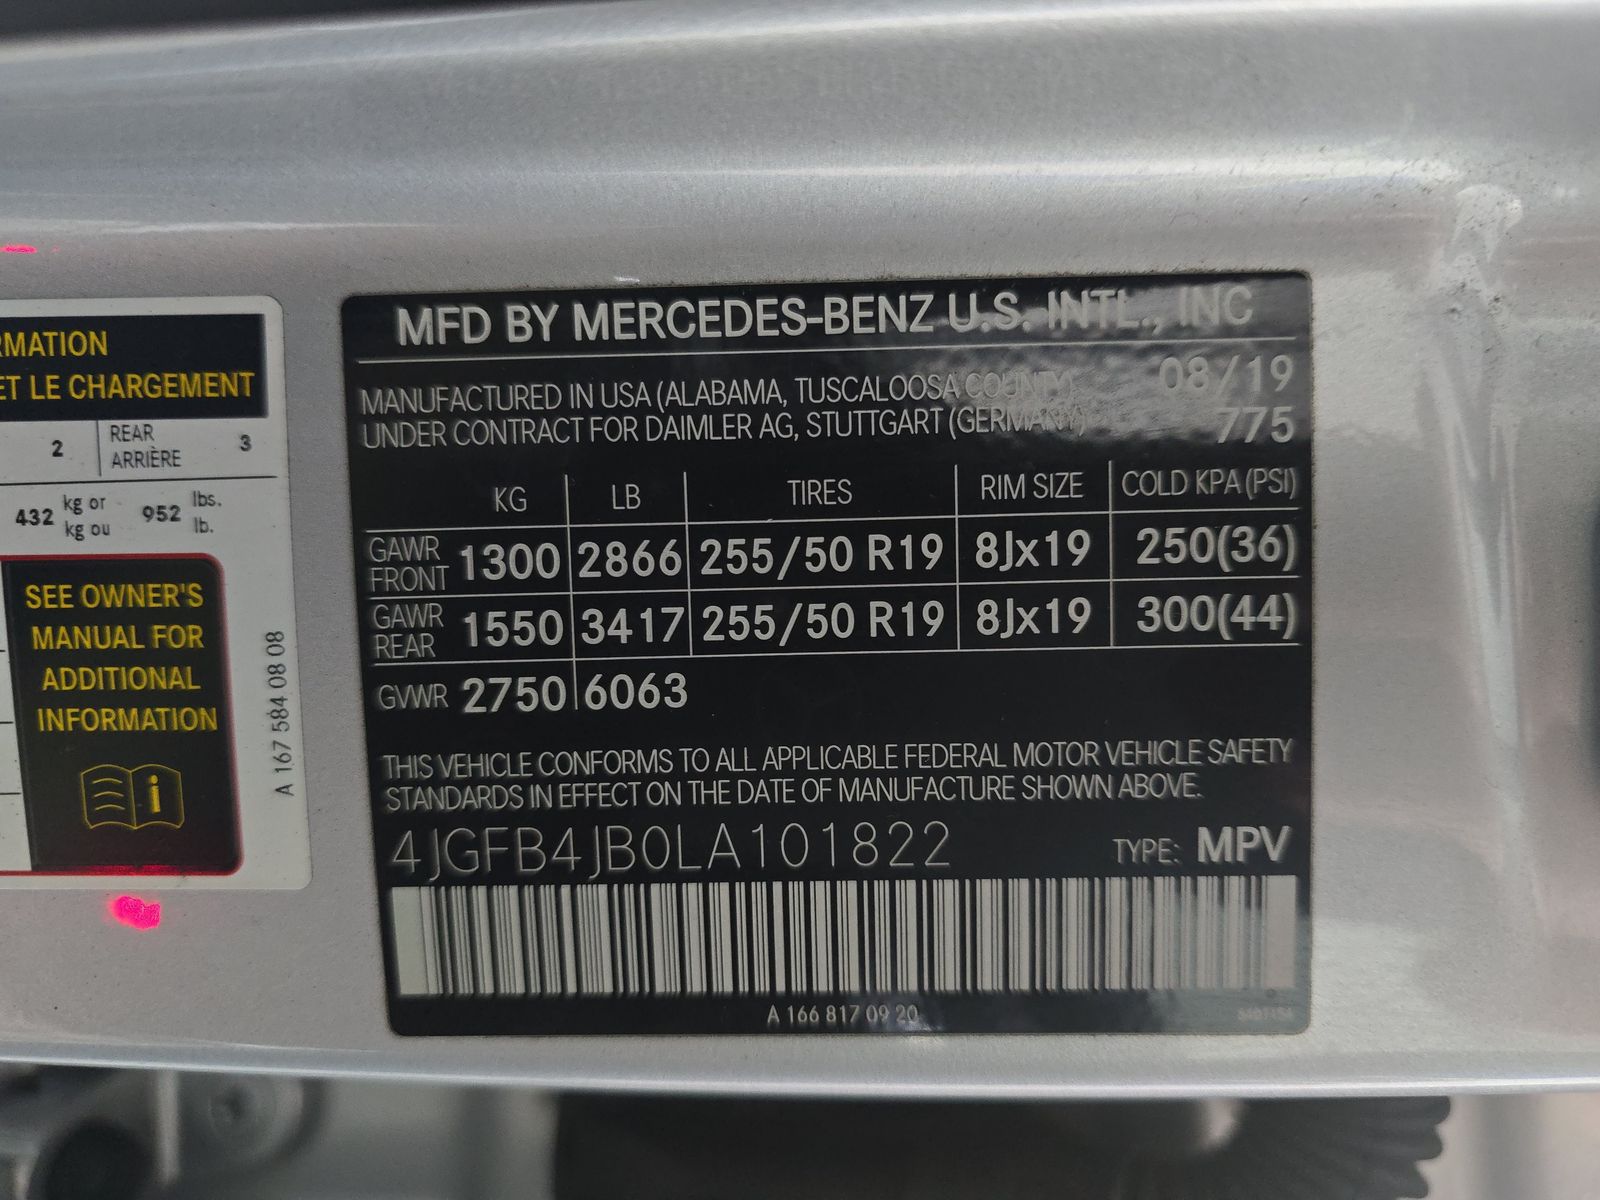 RMATION
ET LE CHARGEMENT
2 REAR ARRIÈRE 3
432 kg or kg ou 952 lbs. lb.
SEE OWNER'S
MANUAL FOR
ADDITIONAL
INFORMATION
A 167 584 08 08
MFD BY MERCEDES-BENZ U.S. INTL., INC
MANUFACTURED IN USA (ALABAMA, TUSCALOOSA COUNTY) 08/19
UNDER CONTRACT FOR DAIMLER AG, STUTTGART (GERMANY) 775
KG LB TIRES RIM SIZE COLD KPA (PSI)
GAWR FRONT 1300 2866 255/50 R19 8Jx19 250(36)
GAWR REAR 1550 3417 255/50 R19 8Jx19 300(44)
GVWR 2750 6063
THIS VEHICLE CONFORMS TO ALL APPLICABLE FEDERAL MOTOR VEHICLE SAFETY
STANDARDS IN EFFECT ON THE DATE OF MANUFACTURE SHOWN ABOVE.
4JGFB4JB0LA101822 TYPE: MPV
A 166 817 09 20